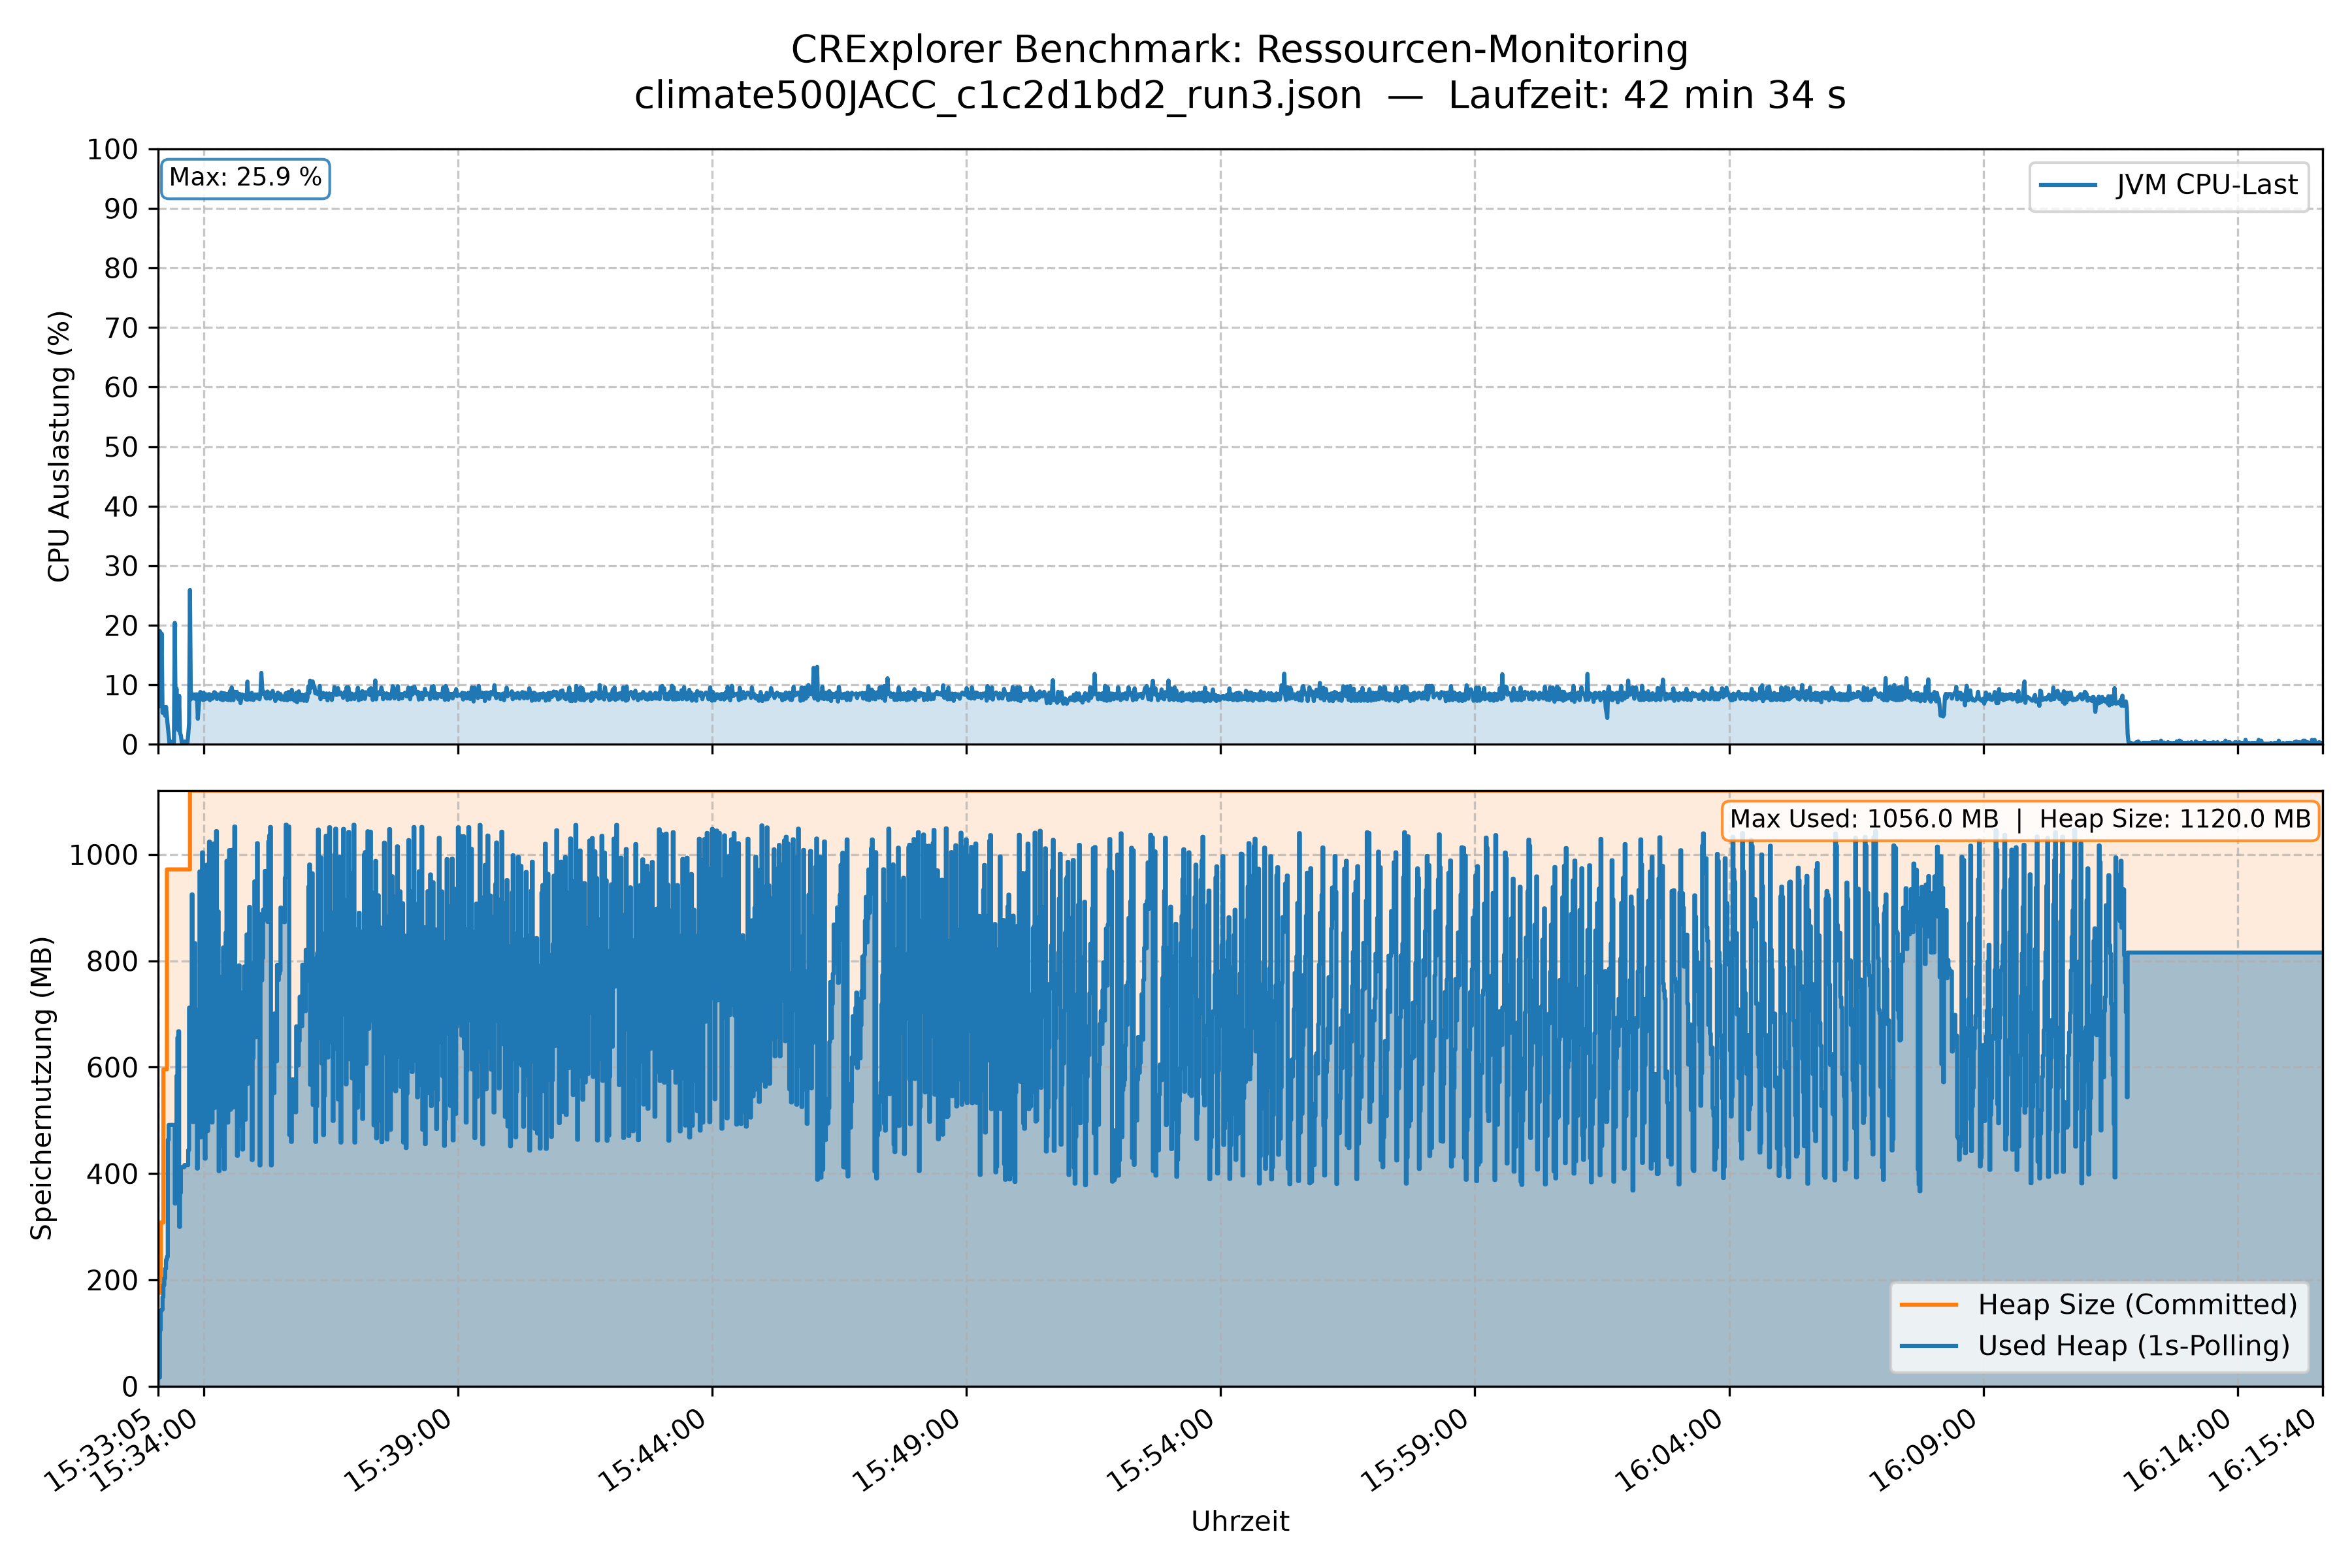 CRExplorer Benchmark: Ressourcen-Monitoring
climate500JACC_c1c2d1bd2_run3.json — Laufzeit: 42 min 34 s
CPU Auslastung (%)
100
90
80
70
60
50
40
30
20
10
0
Max: 25.9 %
JVM CPU-Last
Speichernutzung (MB)
1000
800
600
400
200
0
Max Used: 1056.0 MB | Heap Size: 1120.0 MB
Heap Size (Committed)
Used Heap (1s-Polling)
15:33:05
15:34:00
15:39:00
15:44:00
15:49:00
15:54:00
15:59:00
16:04:00
16:09:00
16:14:00
16:15:40
Uhrzeit